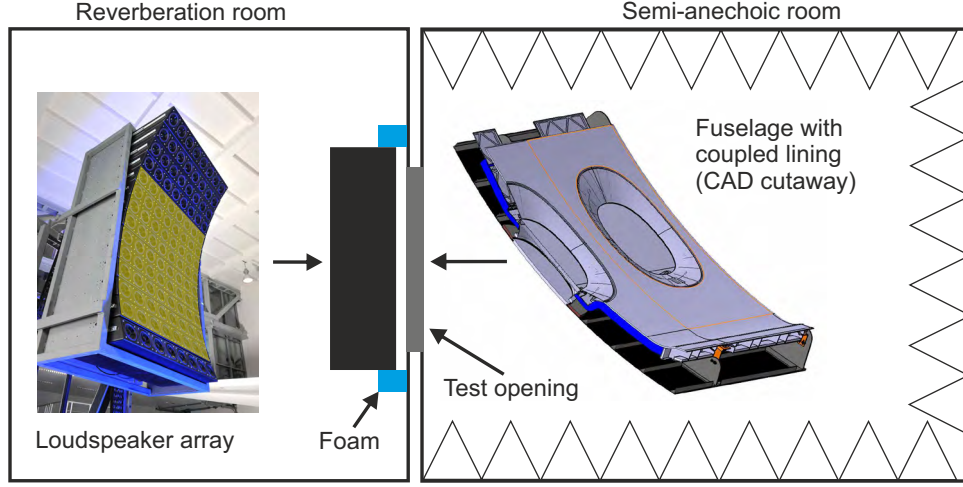 Reverberation room
Semi-anechoic room
Fuselage with
coupled lining
(CAD cutaway)
Test opening
Loudspeaker array
Foam